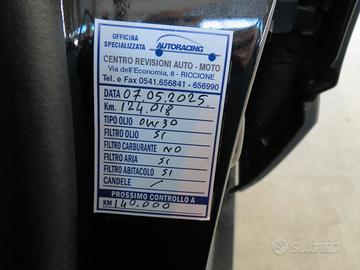 OFFICINA
SPECIALIZZATA
AUTORACING
CENTRO REVISIONI AUTO - MOTO
Via dell'Economia, 6 - RICCIONE
Tel. e Fax 0541.656841 - 656990
DATA 07.05.2025
Km. 124.018
TIPO OLIO 0W30
FILTRO OLIO SI
FILTRO CARBURANTE NO
FILTRO ARIA SI
FILTRO ABITACOLO SI
CANDELE /
PROSSIMO CONTROLLO A
KM 140.000
subito